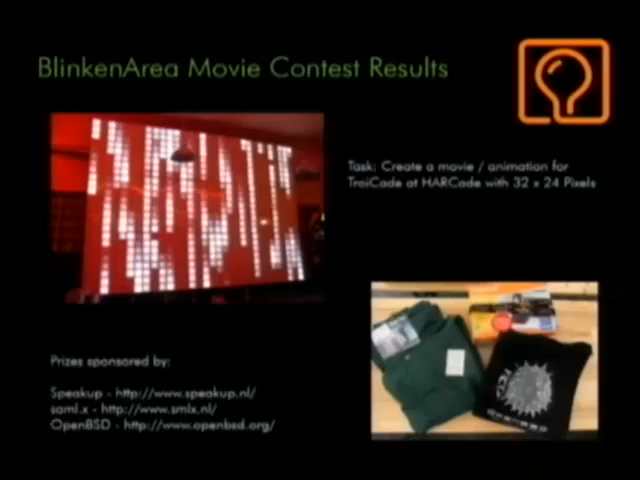 BlinkenArea Movie Contest Results
Task: Create a movie / animation for
TroiCade at HARCade with 32 x 24 Pixels
Prizes sponsored by:
Speakup - http://www.speakup.nl/
saml.x - http://www.smlx.nl/
OpenBSD - http://www.openbsd.org/